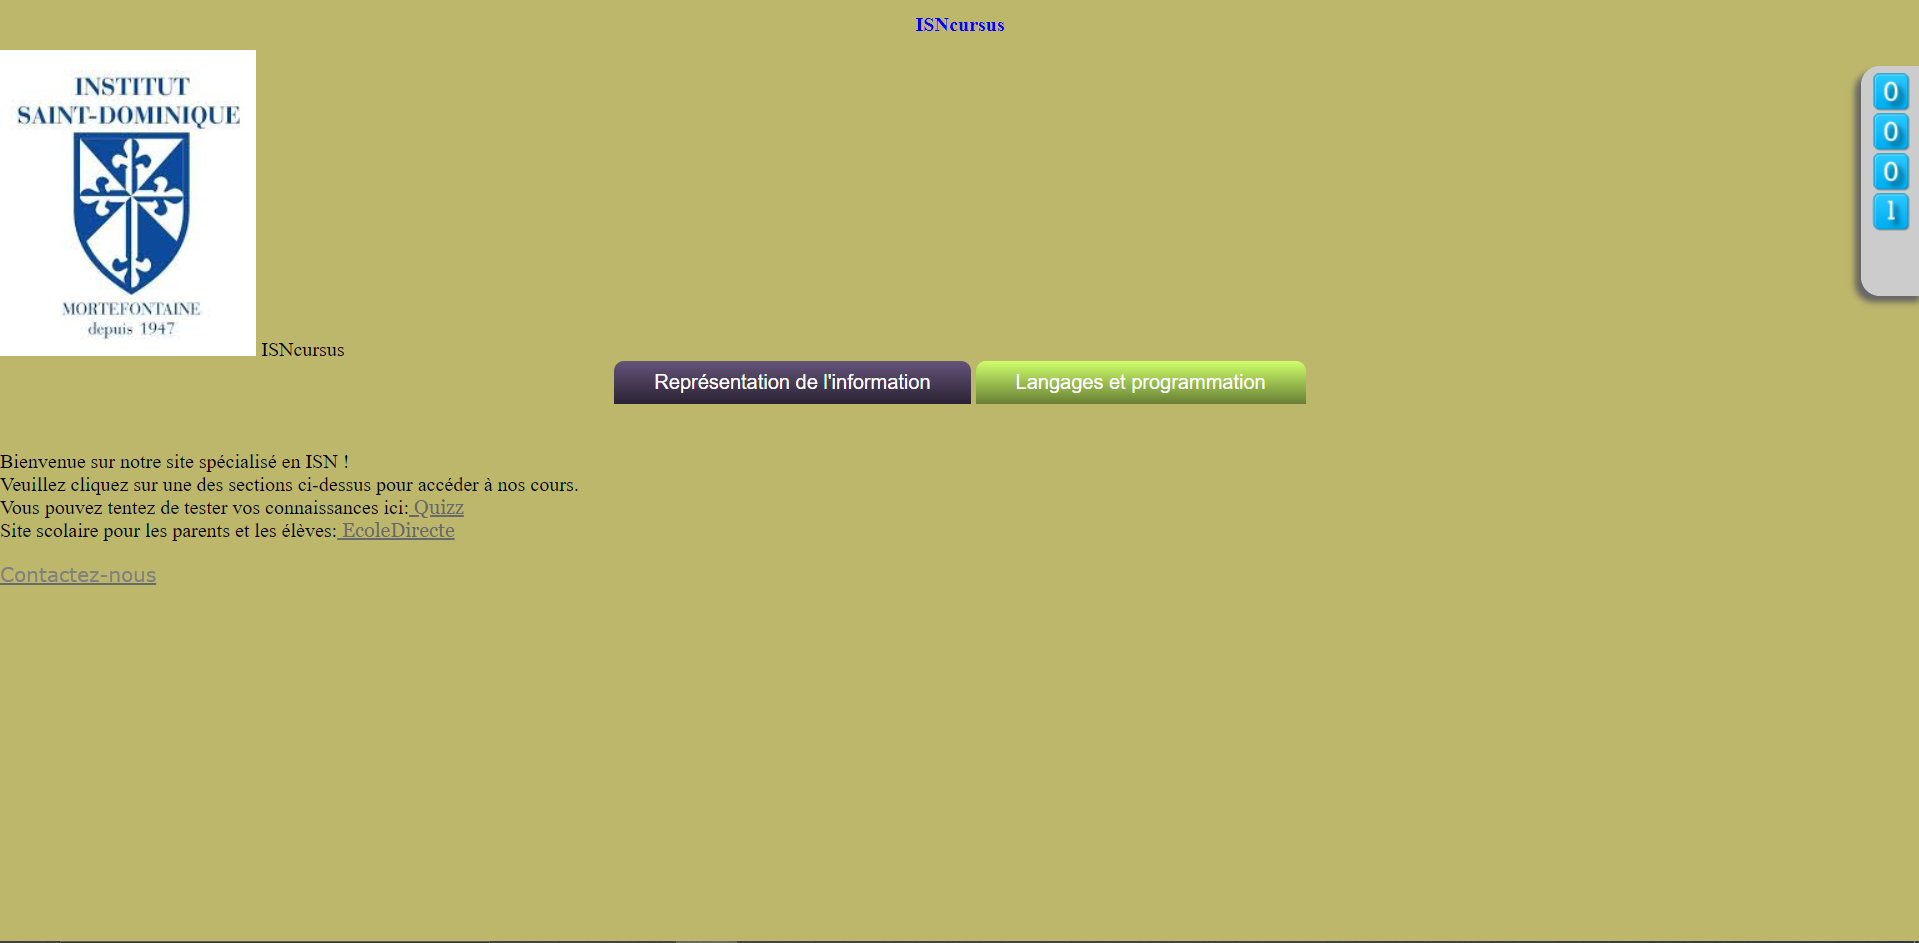 ISNcursus
INSTITUT
SAINT-DOMINIQUE
MORTEFONTAINE
depuis 1947
ISNcursus
0
0
0
1
Représentation de l'information
Langages et programmation
Bienvenue sur notre site spécialisé en ISN !
Veuillez cliquez sur une des sections ci-dessus pour accéder à nos cours.
Vous pouvez tentez de tester vos connaissances ici: Quizz
Site scolaire pour les parents et les élèves: EcoleDirecte
Contactez-nous